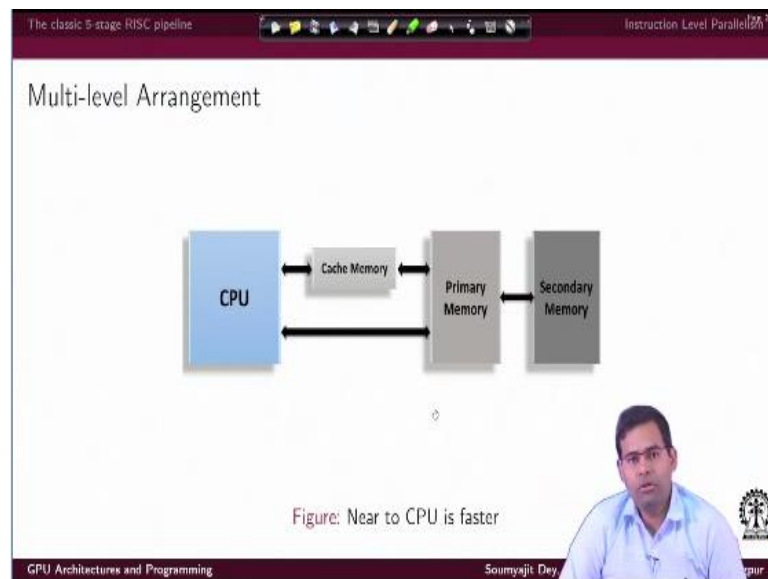 The classic 5-stage RISC pipeline
Instruction Level Parallelism
Multi-level Arrangement
CPU
Cache Memory
Primary
Memory
Secondary
Memory
Figure: Near to CPU is faster
GPU Architectures and Programming
Soumyajit Dey,
gpur